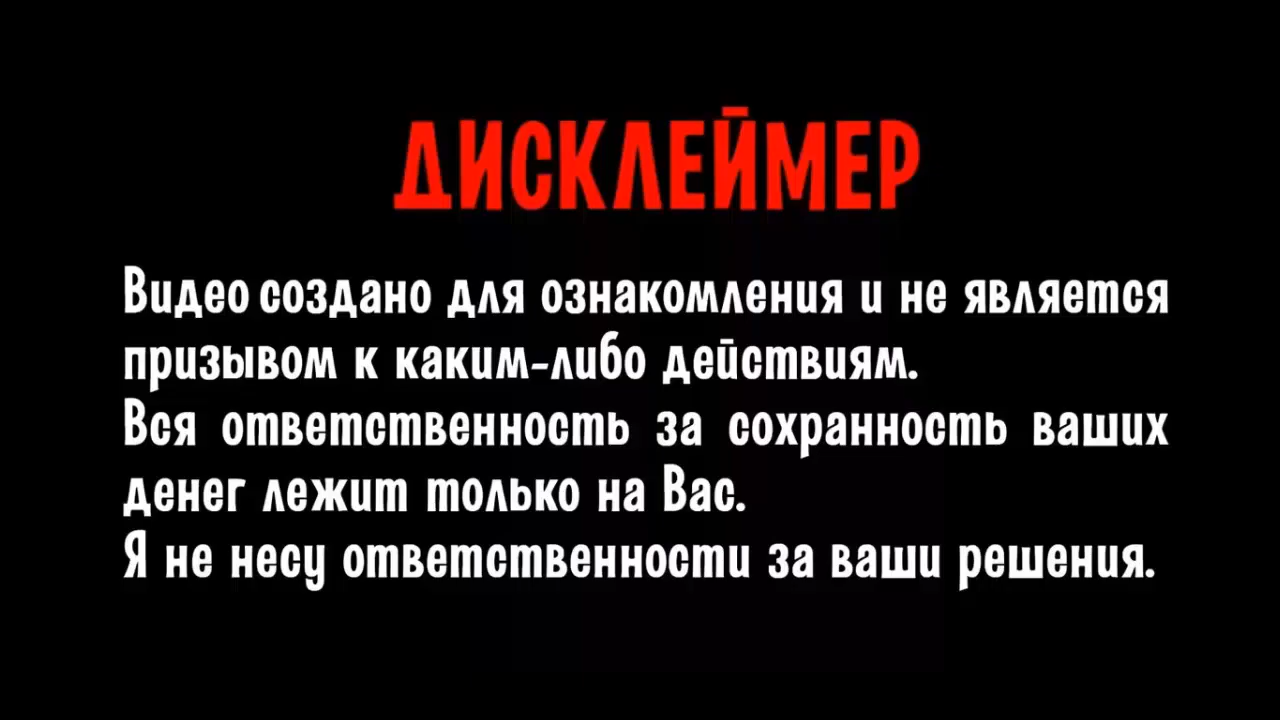 ДИСКЛЕЙМЕР
Видео создано для ознакомления и не является
призывом к каким-либо действиям.
Вся ответственность за сохранность ваших
денег лежит только на Вас.
Я не несу ответственности за ваши решения.